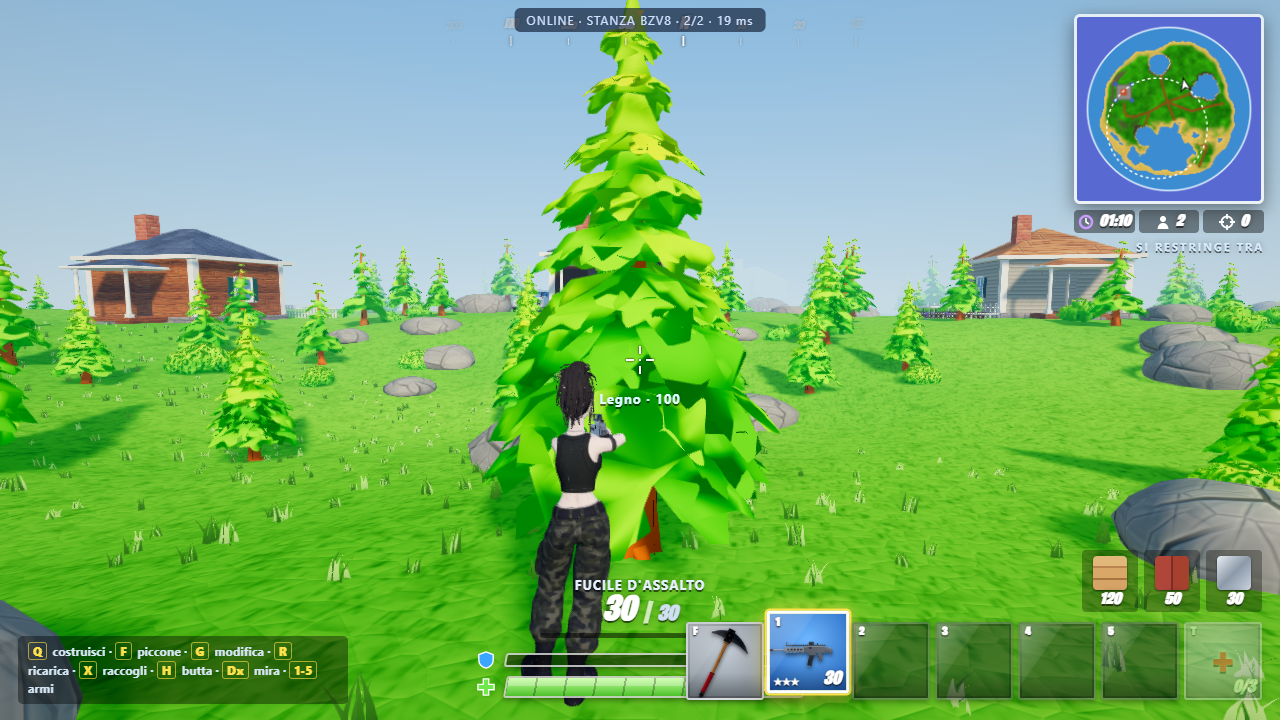 ONLINE · STANZA BZV8 · 2/2 · 19 ms
01:10
2
0
SI RESTRINGE TRA
Legno - 100
FUCILE D'ASSALTO
30 / 30
120
50
30
Q costruisci · F piccone · G modifica · R
ricarica · X raccogli · H butta · Dx mira · 1-5
armi
F
1
30
2
3
4
5
T
0/3